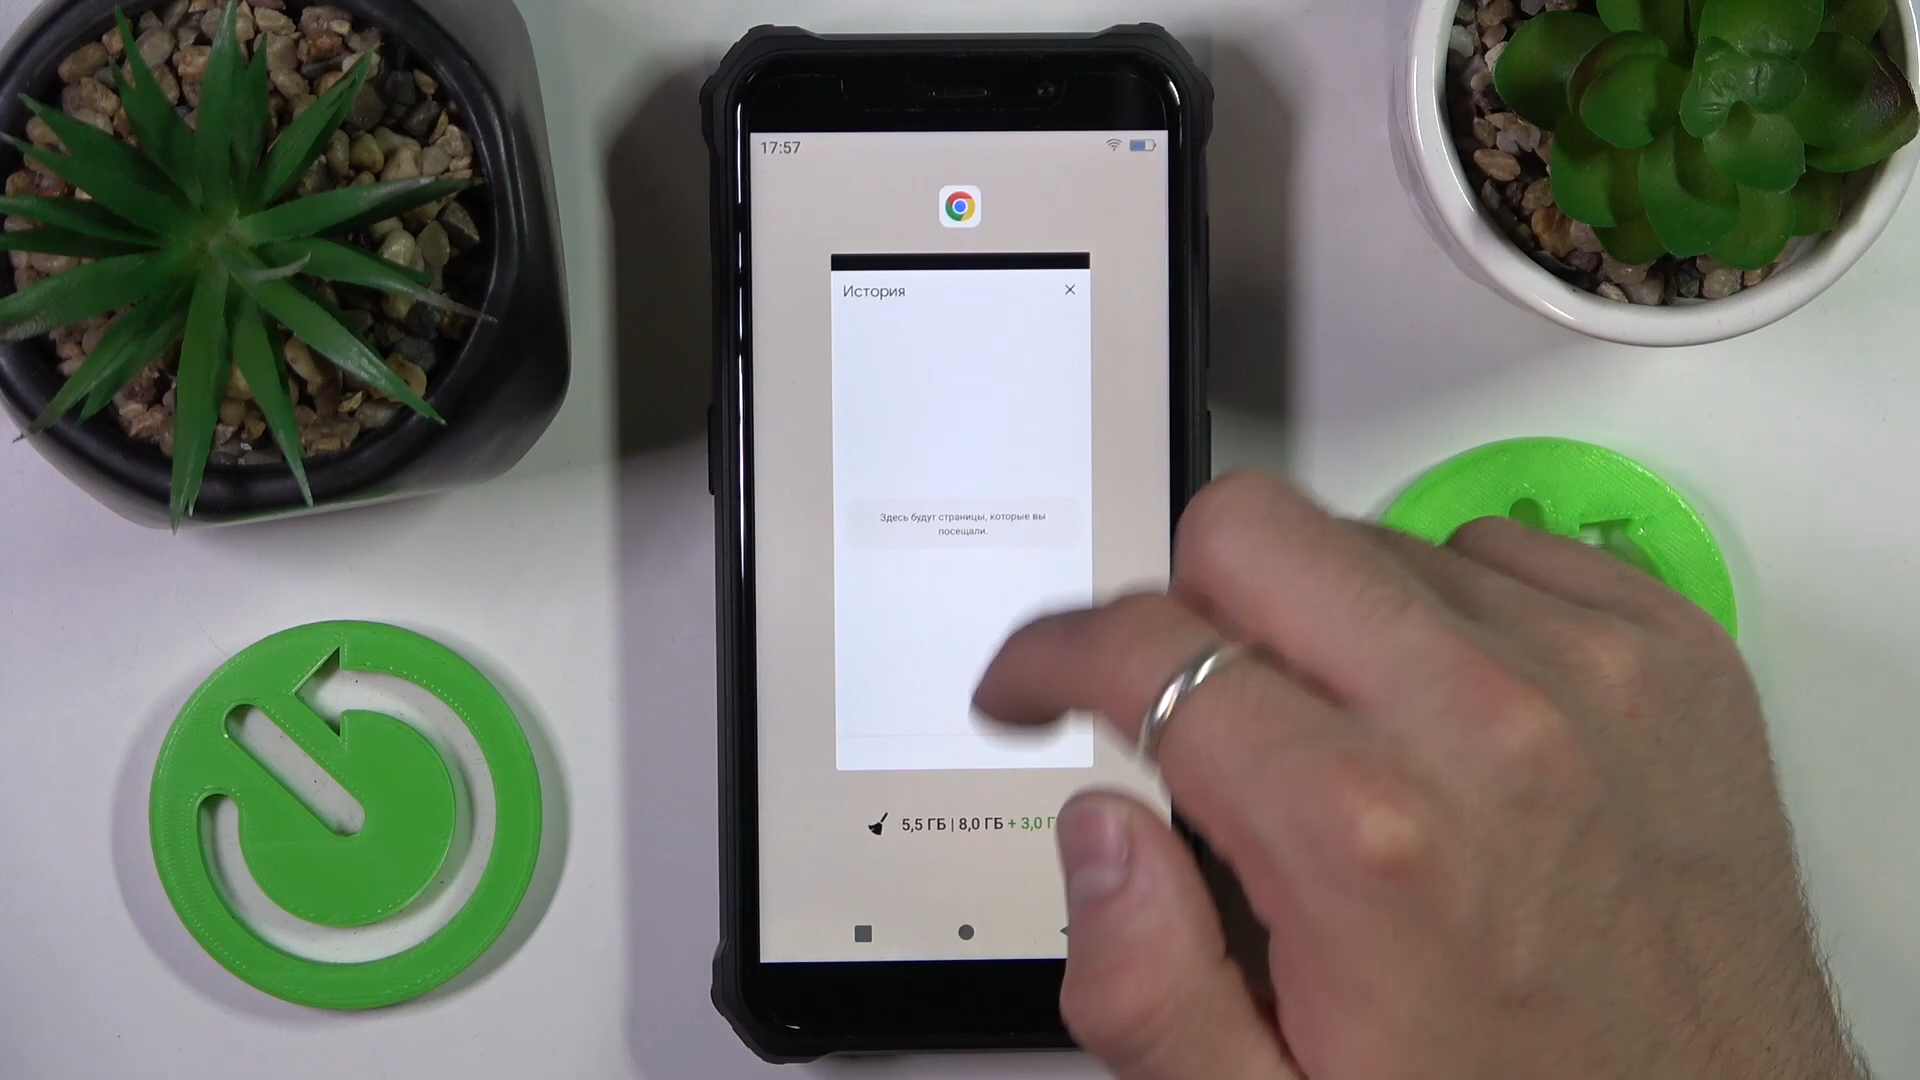 17:57
История
Здесь будут страницы, которые вы
посещали.
5,5 ГБ | 8,0 ГБ + 3,0